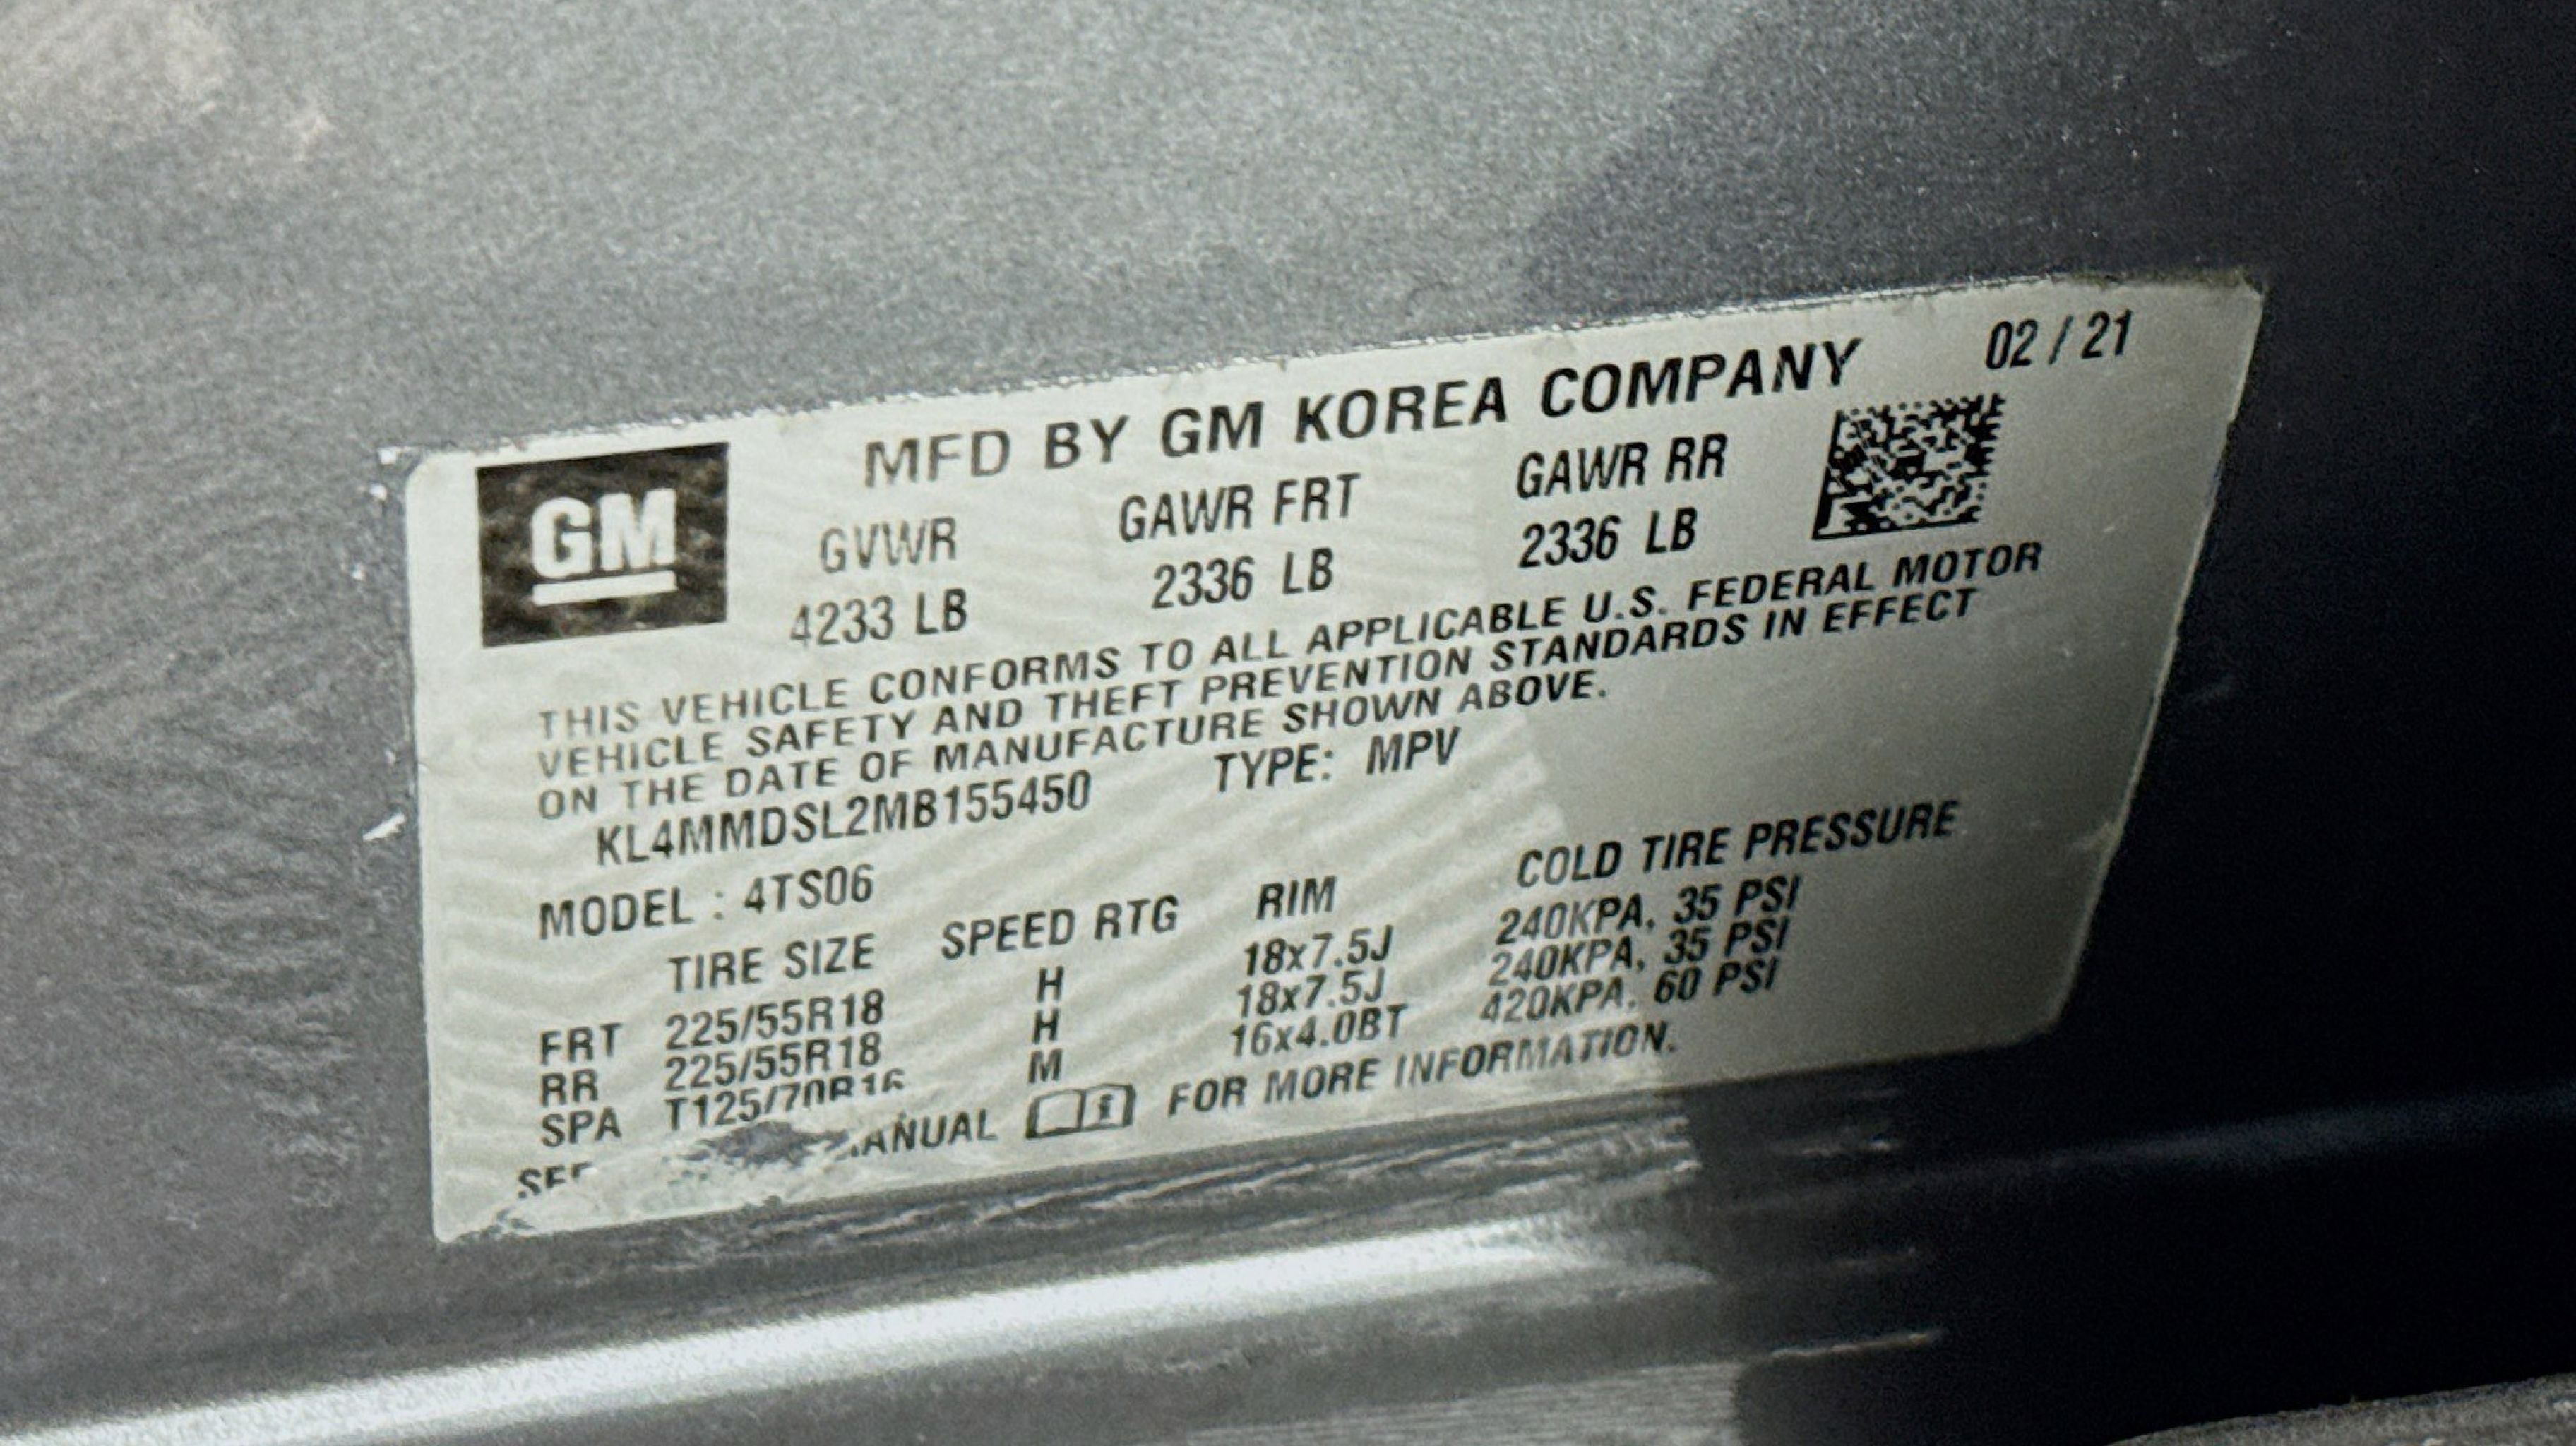 MFD BY GM KOREA COMPANY 02 / 21
GM
GVWR GAWR FRT GAWR RR
4233 LB 2336 LB 2336 LB
THIS VEHICLE CONFORMS TO ALL APPLICABLE U.S. FEDERAL MOTOR
VEHICLE SAFETY AND THEFT PREVENTION STANDARDS IN EFFECT
ON THE DATE OF MANUFACTURE SHOWN ABOVE.
KL4MMDSL2MB155450 TYPE: MPV
MODEL : 4TS06
TIRE SIZE SPEED RTG RIM COLD TIRE PRESSURE
FRT 225/55R18 H 18x7.5J 240KPA, 35 PSI
RR 225/55R18 H 18x7.5J 240KPA, 35 PSI
SPA T125/70R16 M 16x4.0BT 420KPA, 60 PSI
SEE MANUAL FOR MORE INFORMATION.